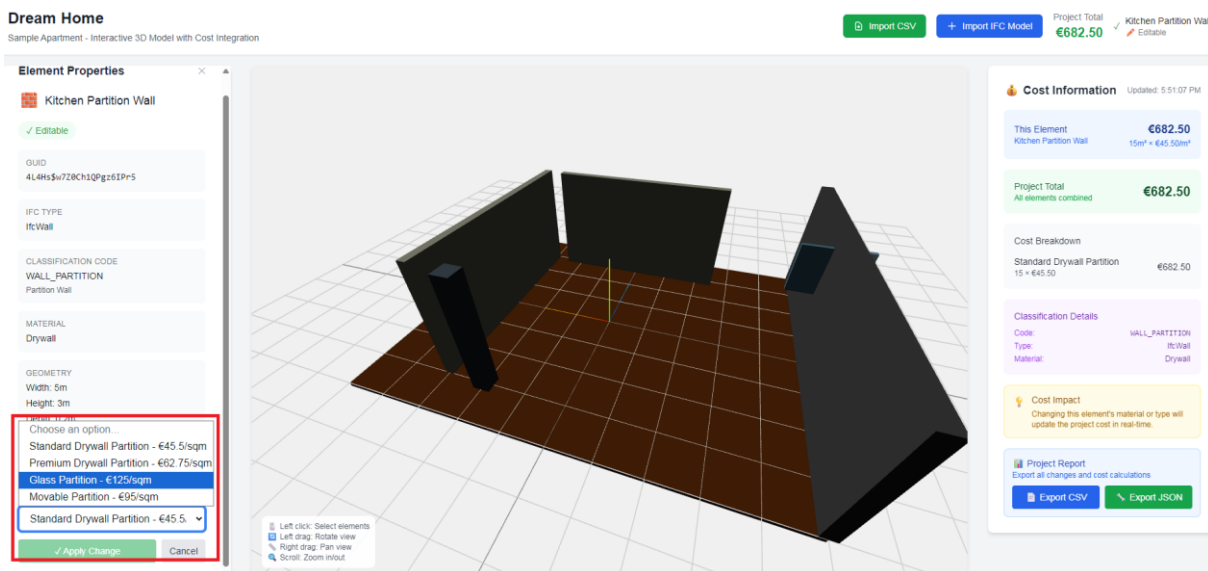 Dream Home
Sample Apartment - Interactive 3D Model with Cost Integration
Import CSV
+ Import IFC Model
Project Total
€682.50
✓ Kitchen Partition Wal
Editable
Element Properties
×
Kitchen Partition Wall
✓ Editable
GUID
4L4Hs$w7Z0Ch1QPgz6IPr5
IFC TYPE
IfcWall
CLASSIFICATION CODE
WALL_PARTITION
Partition Wall
MATERIAL
Drywall
GEOMETRY
Width: 5m
Height: 3m
Depth: 0.2m
Choose an option...
Standard Drywall Partition - €45.5/sqm
Premium Drywall Partition - €62.75/sqm
Glass Partition - €125/sqm
Movable Partition - €95/sqm
Standard Drywall Partition - €45.5/
✓ Apply Change
Cancel
Left click: Select elements
Left drag: Rotate view
Right drag: Pan view
Scroll: Zoom in/out
Cost Information
Updated: 5:51:07 PM
This Element
€682.50
Kitchen Partition Wall
15m² × €45.50/m²
Project Total
€682.50
All elements combined
Cost Breakdown
Standard Drywall Partition
€682.50
15 × €45.50
Classification Details
Code:
WALL_PARTITION
Type:
IfcWall
Material:
Drywall
Cost Impact
Changing this element's material or type will
update the project cost in real-time.
Project Report
Export all changes and cost calculations
Export CSV
Export JSON